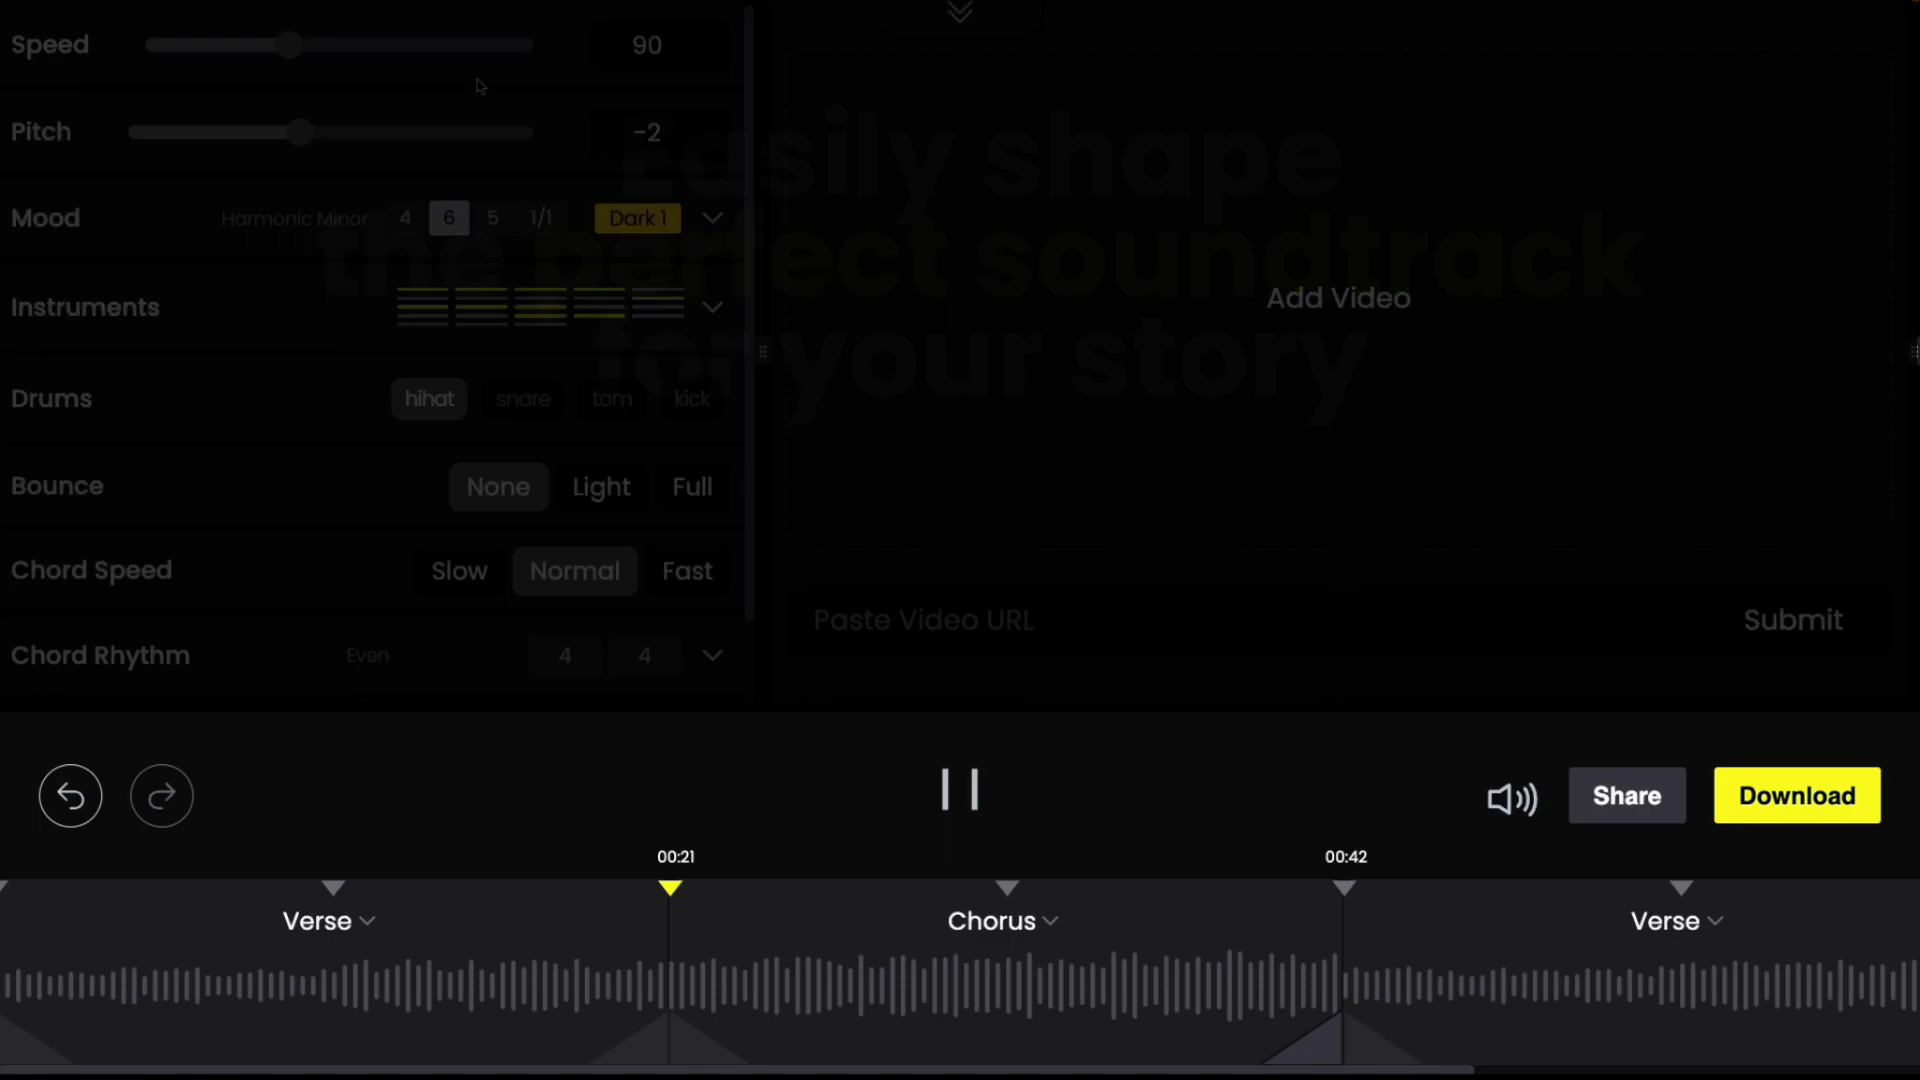 Speed 90
Pitch -2
Easily shape
Mood Harmonic Minor 4 6 5 1/1 Dark 1
the perfect soundtrack
Add Video
Instruments
for your story
Drums hihat snare tom kick
Bounce None Light Full
Chord Speed Slow Normal Fast
Paste Video URL Submit
Chord Rhythm Even 4 4
Share Download
00:21 00:42
Verse Chorus Verse